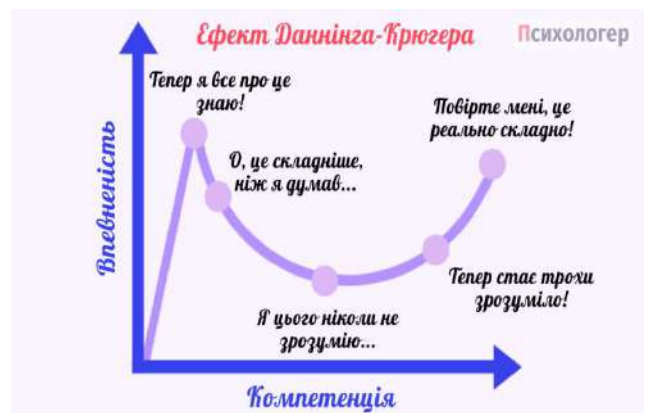 Ефект Даннінга-Крюгера
Психологер
Тепер я все про це
знаю!
Повірте мені, це
реально складно!
О, це складніше,
ніж я думав...
Впевненість
Тепер стає трохи
зрозуміло!
Я цього ніколи не
зрозумію...
Компетенція